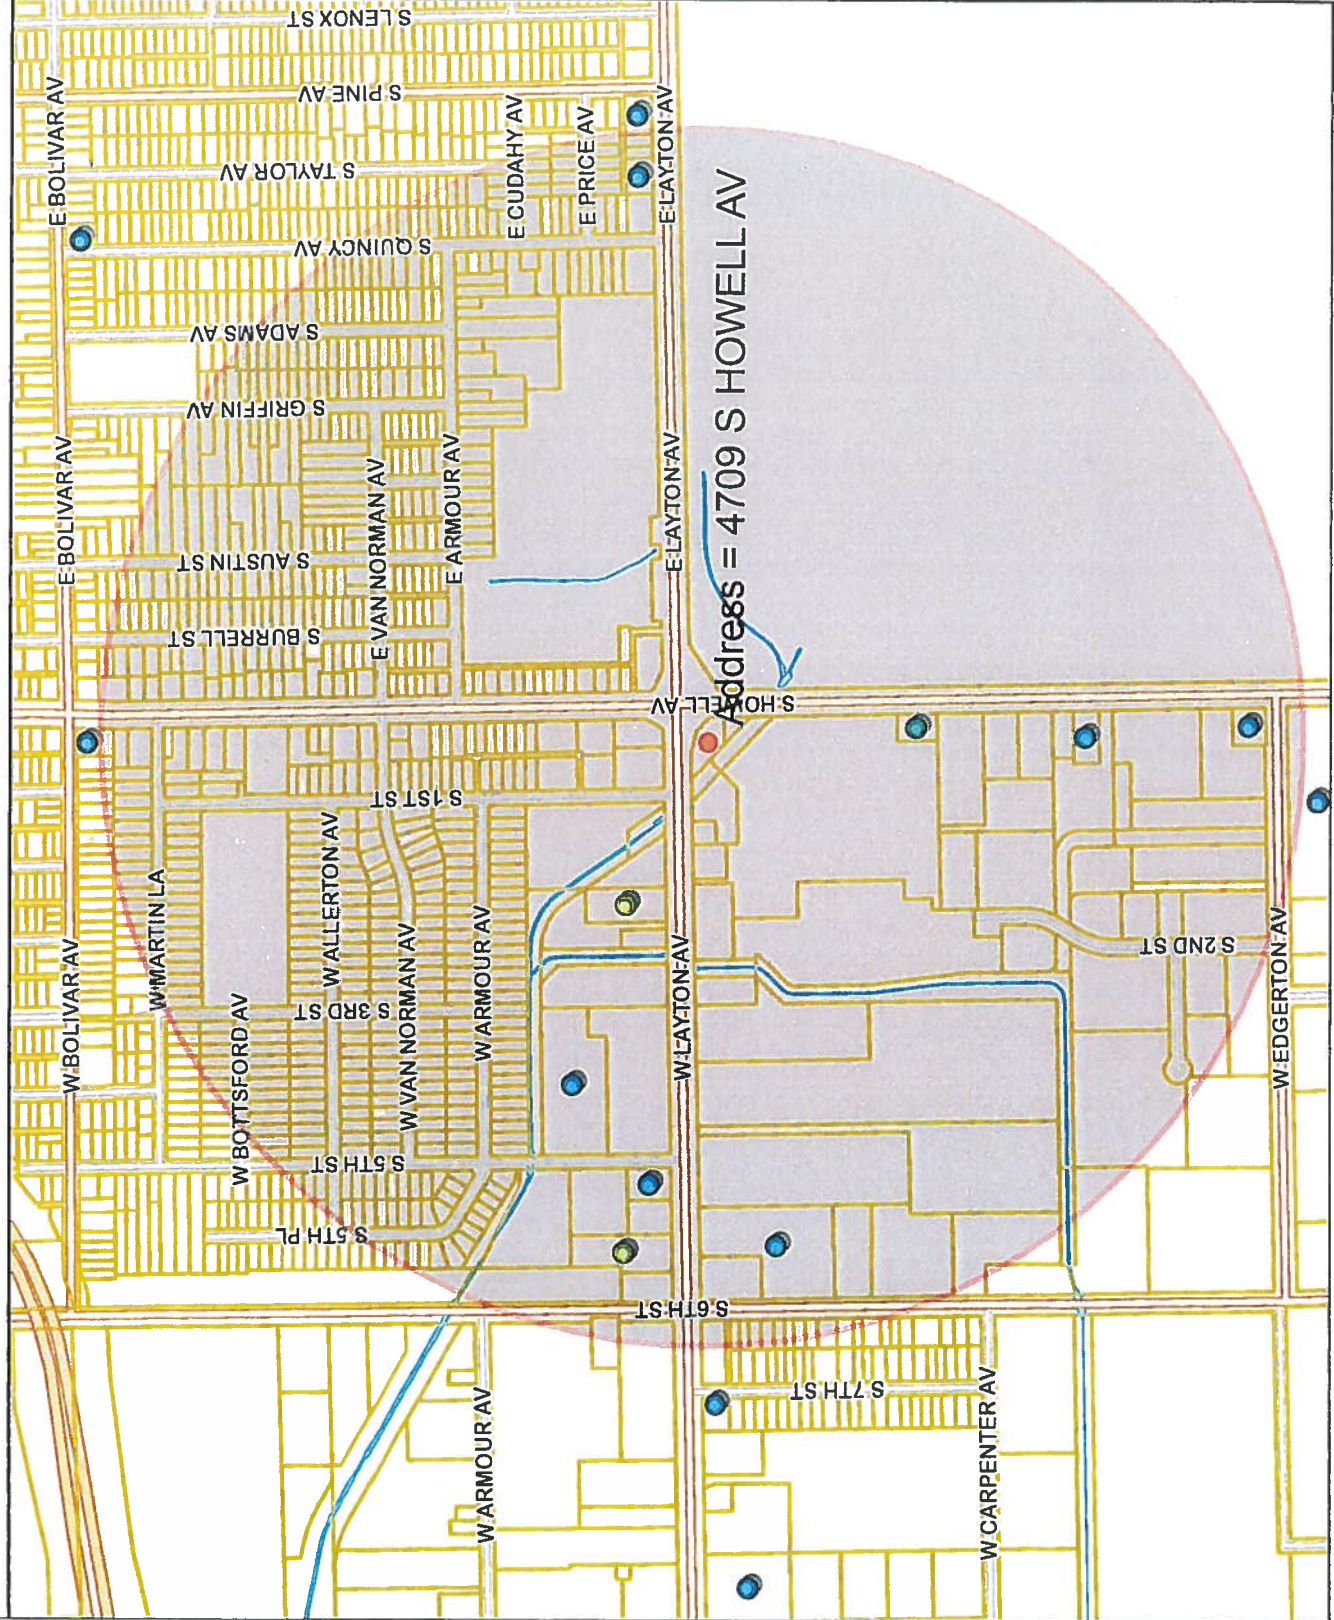 S LENOX ST
S PINE AV
E BOLIVAR AV
E CUDAHY AV
E PRICE AV
E LAYTON AV
S TAYLOR AV
S QUINCY AV
Address = 4709 S HOWELL AV
S ADAMS AV
S GRIFFIN AV
E BOLIVAR AV
E VAN NORMAN AV
E ARMOUR AV
E LAYTON AV
S AUSTIN ST
S BURRELL ST
S HOWELL AV
S 1ST ST
W MARTIN LA
W ALLERTON AV
W BOLIVAR AV
W BOTTSFORD AV
S 3RD ST
W VAN NORMAN AV
W ARMOUR AV
W LAYTON AV
S 2ND ST
W EDGERTON AV
S 5TH ST
S 5TH PL
S 6TH ST
S 7TH ST
W ARMOUR AV
W CARPENTER AV